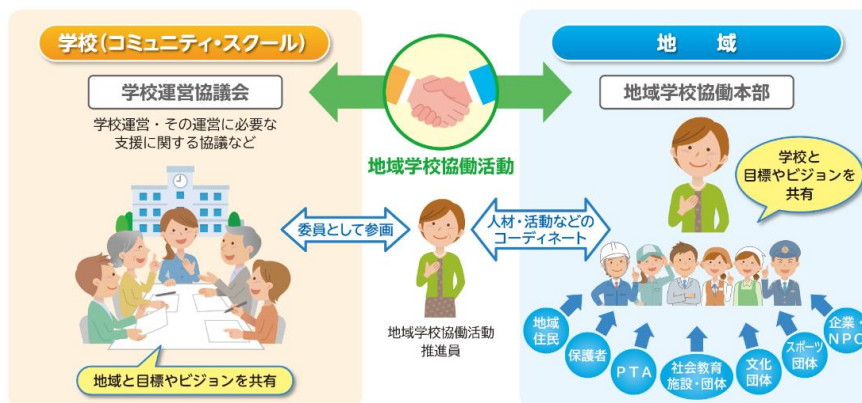 学校(コミュニティ・スクール)
学校運営協議会
学校運営・その運営に必要な
支援に関する協議など
地域と目標やビジョンを共有
地域学校協働活動
委員として参画
人材・活動などの
コーディネート
地域学校協働活動
推進員
地　域
地域学校協働本部
学校と
目標やビジョンを
共有
地域
住民
保護者
PTA
社会教育
施設・団体
文化
団体
スポーツ
団体
企業・
NPO